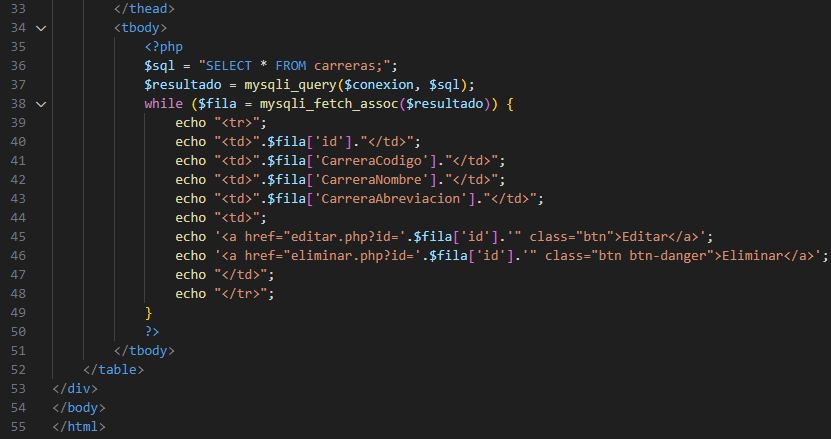 33 </thead>
34 <tbody>
35 <?php
36 $sql = "SELECT * FROM carreras;";
37 $resultado = mysqli_query($conexion, $sql);
38 while ($fila = mysqli_fetch_assoc($resultado)) {
39 echo "<tr>";
40 echo "<td>".$fila['id']."</td>";
41 echo "<td>".$fila['CarreraCodigo']."</td>";
42 echo "<td>".$fila['CarreraNombre']."</td>";
43 echo "<td>".$fila['CarreraAbreviacion']."</td>";
44 echo "<td>";
45 echo '<a href="editar.php?id='.$fila['id'].'" class="btn">Editar</a>';
46 echo '<a href="eliminar.php?id='.$fila['id'].'" class="btn btn-danger">Eliminar</a>';
47 echo "</td>";
48 echo "</tr>";
49 }
50 ?>
51 </tbody>
52 </table>
53 </div>
54 </body>
55 </html>